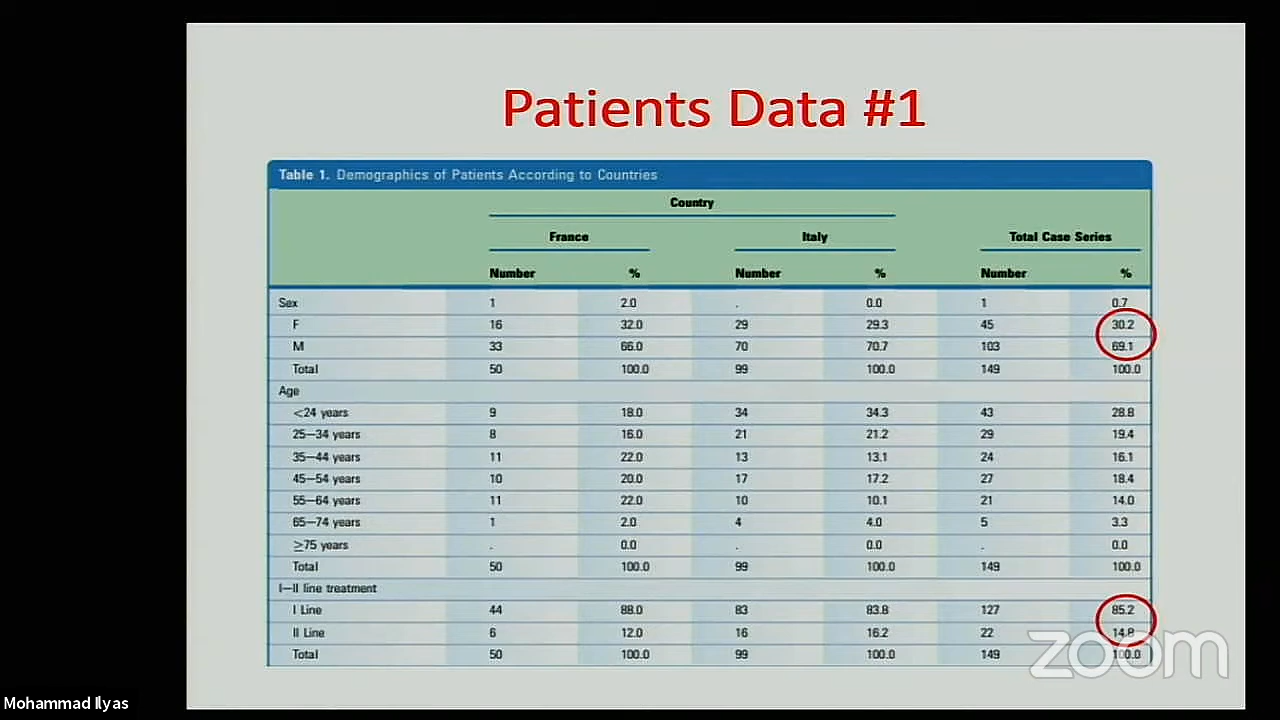 Patients Data #1
Table 1. Demographics of Patients According to Countries
Country
France Italy Total Case Series
Number % Number % Number %
Sex 1 2.0 . 0.0 1 0.7
F 16 32.0 29 29.3 45 30.2
M 33 66.0 70 70.7 103 69.1
Total 50 100.0 99 100.0 149 100.0
Age
<24 years 9 18.0 34 34.3 43 28.8
25–34 years 8 16.0 21 21.2 29 19.4
35–44 years 11 22.0 13 13.1 24 16.1
45–54 years 10 20.0 17 17.2 27 18.4
55–64 years 11 22.0 10 10.1 21 14.0
65–74 years 1 2.0 4 4.0 5 3.3
≥75 years . 0.0 . 0.0 . 0.0
Total 50 100.0 99 100.0 149 100.0
I–II line treatment
I Line 44 88.0 83 83.8 127 85.2
II Line 6 12.0 16 16.2 22 14.8
Total 50 100.0 99 100.0 149 100.0
zoom
Mohammad Ilyas